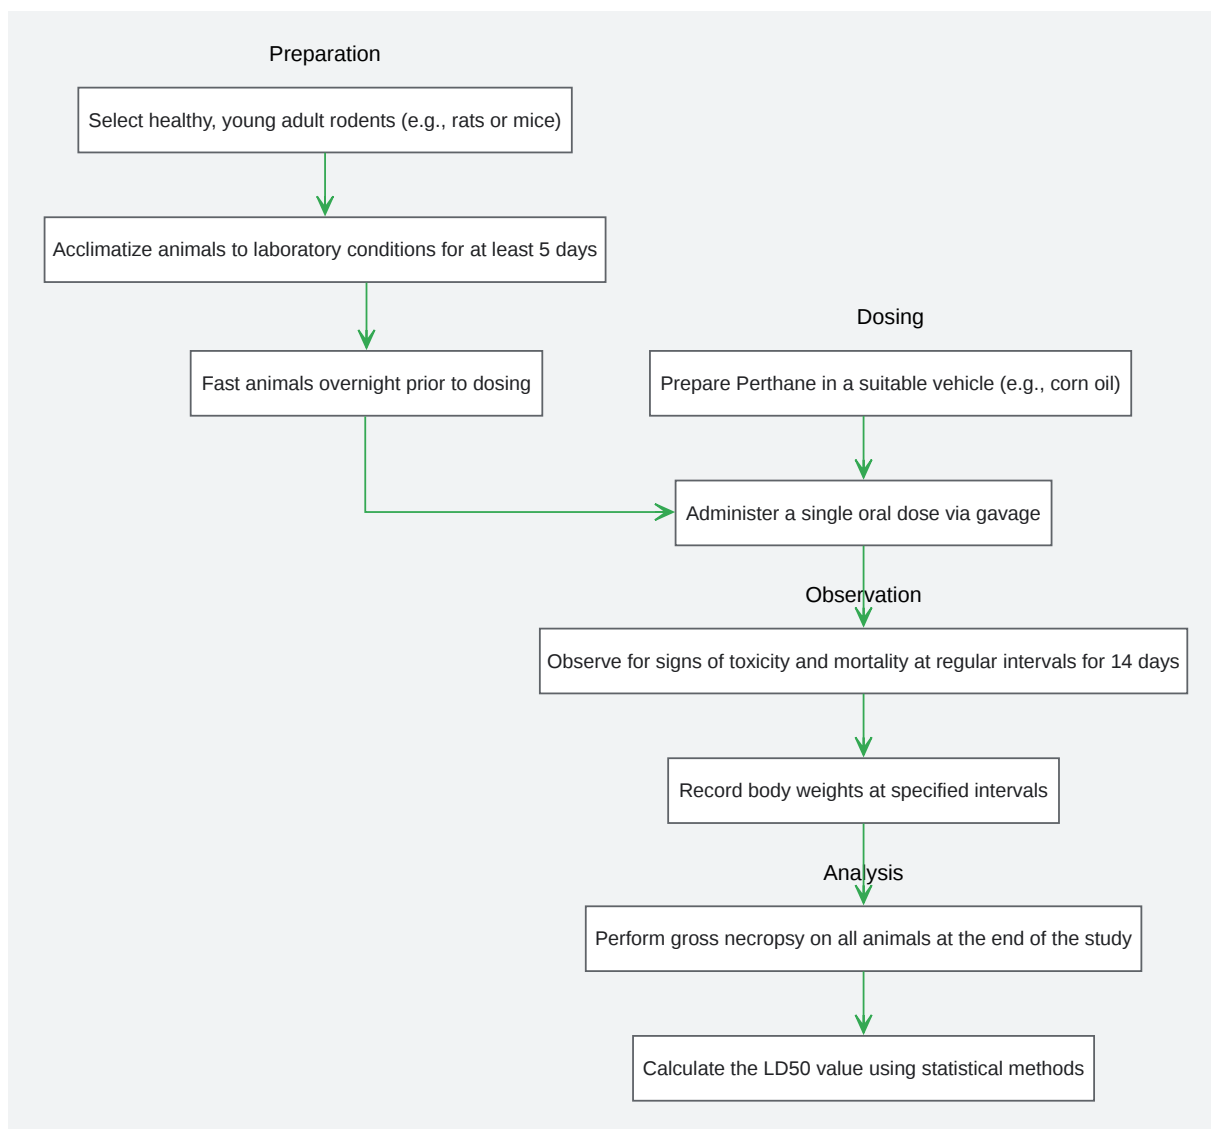 Preparation
Select healthy, young adult rodents (e.g., rats or mice)
Acclimatize animals to laboratory conditions for at least 5 days
Fast animals overnight prior to dosing
Dosing
Prepare Perthane in a suitable vehicle (e.g., corn oil)
Administer a single oral dose via gavage
Observation
Observe for signs of toxicity and mortality at regular intervals for 14 days
Record body weights at specified intervals
Analysis
Perform gross necropsy on all animals at the end of the study
Calculate the LD50 value using statistical methods